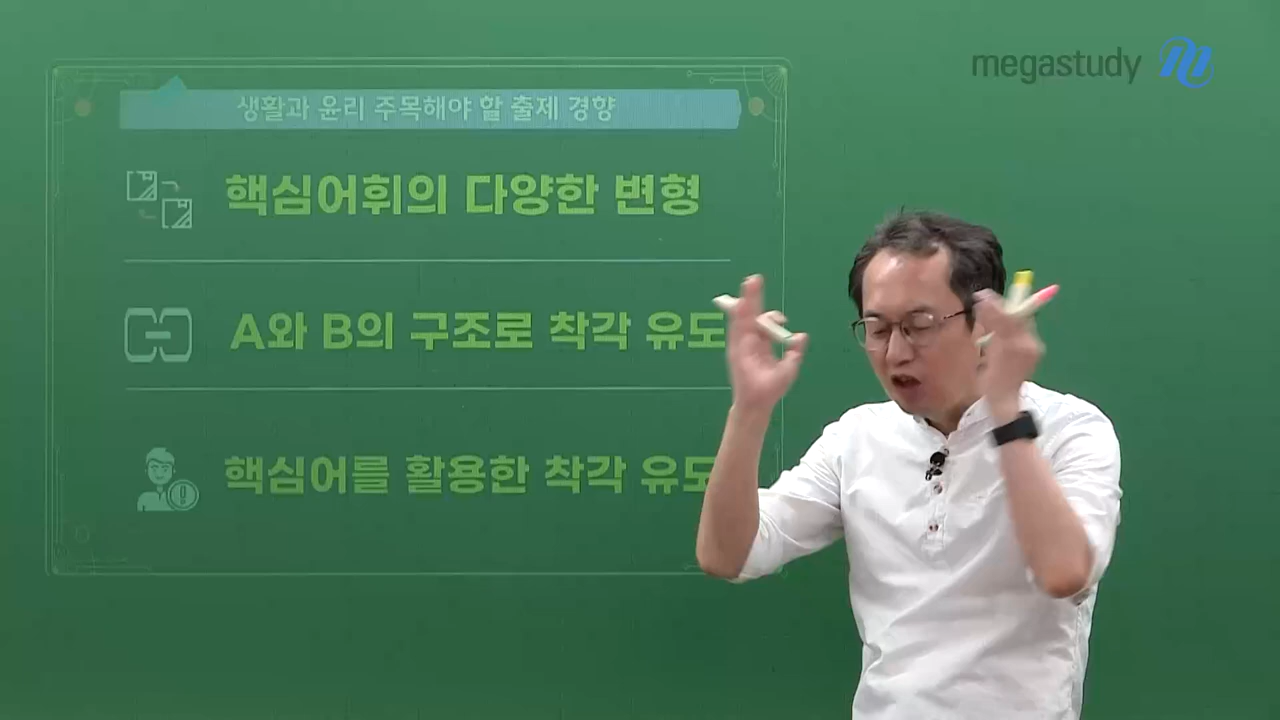 megastudy
생활과 윤리 주목해야 할 출제 경향
핵심어휘의 다양한 변형
A와 B의 구조로 착각 유도
핵심어를 활용한 착각 유도